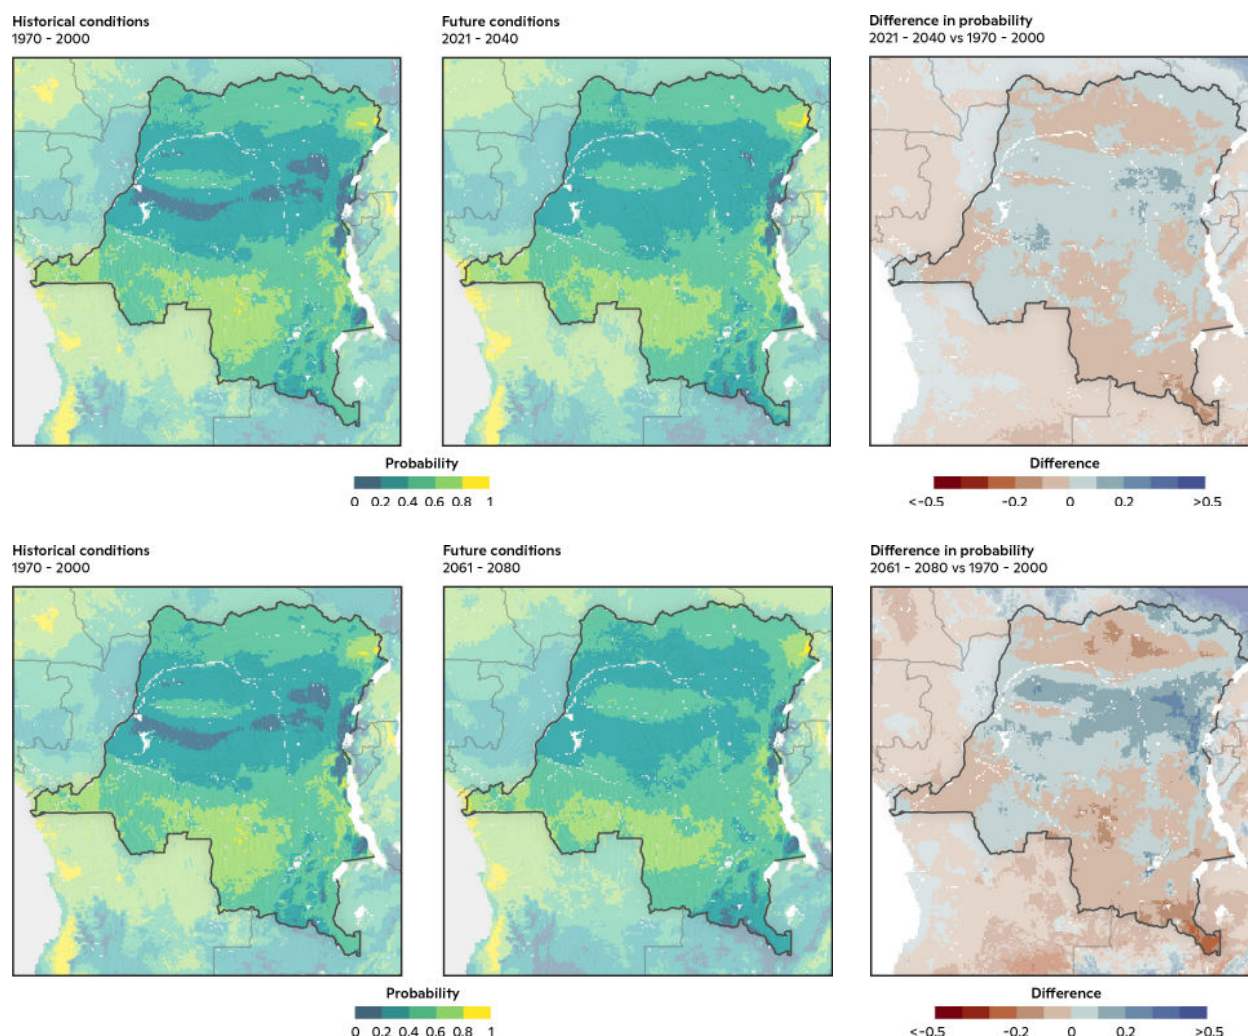 Historical conditions
1970 - 2000
Future conditions
2021 - 2040
Difference in probability
2021 - 2040 vs 1970 - 2000
Probability
0 0.2 0.4 0.6 0.8 1
Difference
<-0.5 -0.2 0 0.2 >0.5
Historical conditions
1970 - 2000
Future conditions
2061 - 2080
Difference in probability
2061 - 2080 vs 1970 - 2000
Probability
0 0.2 0.4 0.6 0.8 1
Difference
<-0.5 -0.2 0 0.2 >0.5